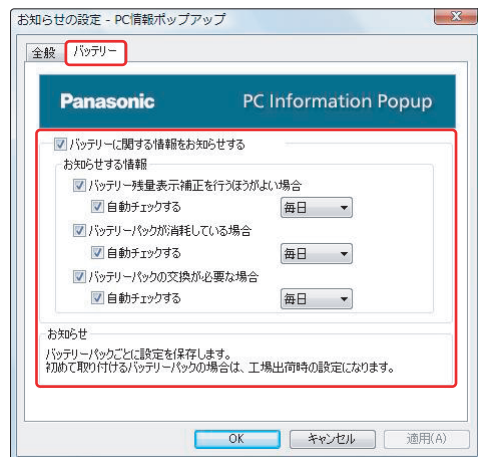 お知らせの設定 - PC情報ポップアップ
全般 バッテリー
Panasonic PC Information Popup
バッテリーに関する情報をお知らせする
お知らせする情報
バッテリー残量表示補正を行うほうがよい場合
自動チェックする 毎日
バッテリーパックが消耗している場合
自動チェックする 毎日
バッテリーパックの交換が必要な場合
自動チェックする 毎日
お知らせ
バッテリーパックごとに設定を保存します。
初めて取り付けるバッテリーパックの場合は、工場出荷時の設定になります。
OK キャンセル 適用(A)